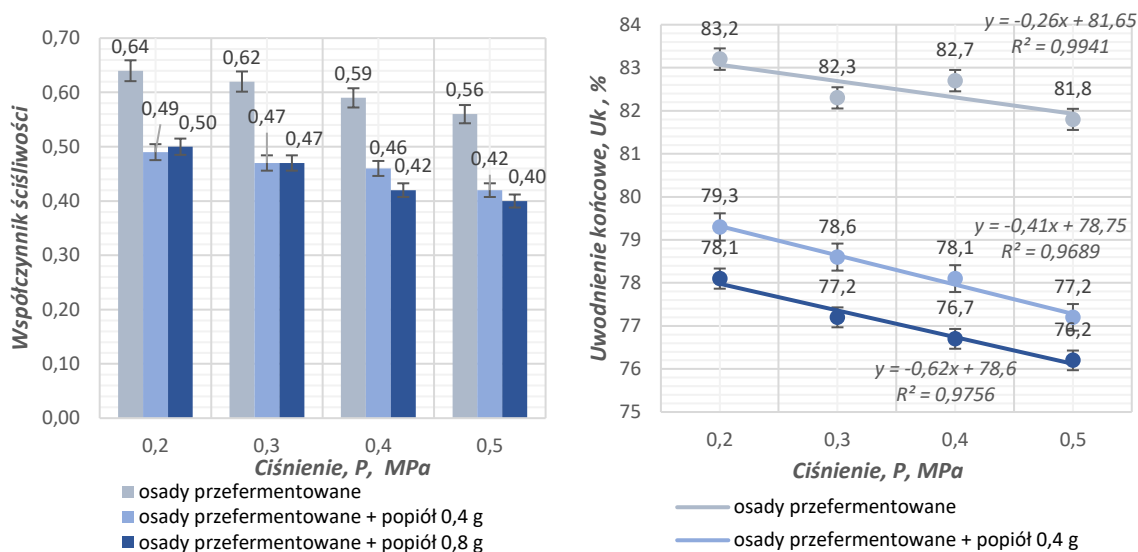 0,70
0,60
0,50
0,40
0,30
0,20
0,10
0,00
Współczynnik ściśliwości
0,64
0,49
0,50
0,62
0,47
0,47
0,59
0,46
0,42
0,56
0,42
0,40
0,2 0,3 0,4 0,5
Ciśnienie, P, MPa
osady przefermentowane
osady przefermentowane + popiół 0,4 g
osady przefermentowane + popiół 0,8 g
84
83
82
81
80
79
78
77
76
75
Uwodnienie końcowe, Uk, %
y = -0,26x + 81,65
R² = 0,9941
83,2
82,3
82,7
81,8
79,3
78,6
78,1
77,2
y = -0,41x + 78,75
R² = 0,9689
78,1
77,2
76,7
76,2
y = -0,62x + 78,6
R² = 0,9756
0,2 0,3 0,4 0,5
Ciśnienie, P, MPa
osady przefermentowane
osady przefermentowane + popiół 0,4 g